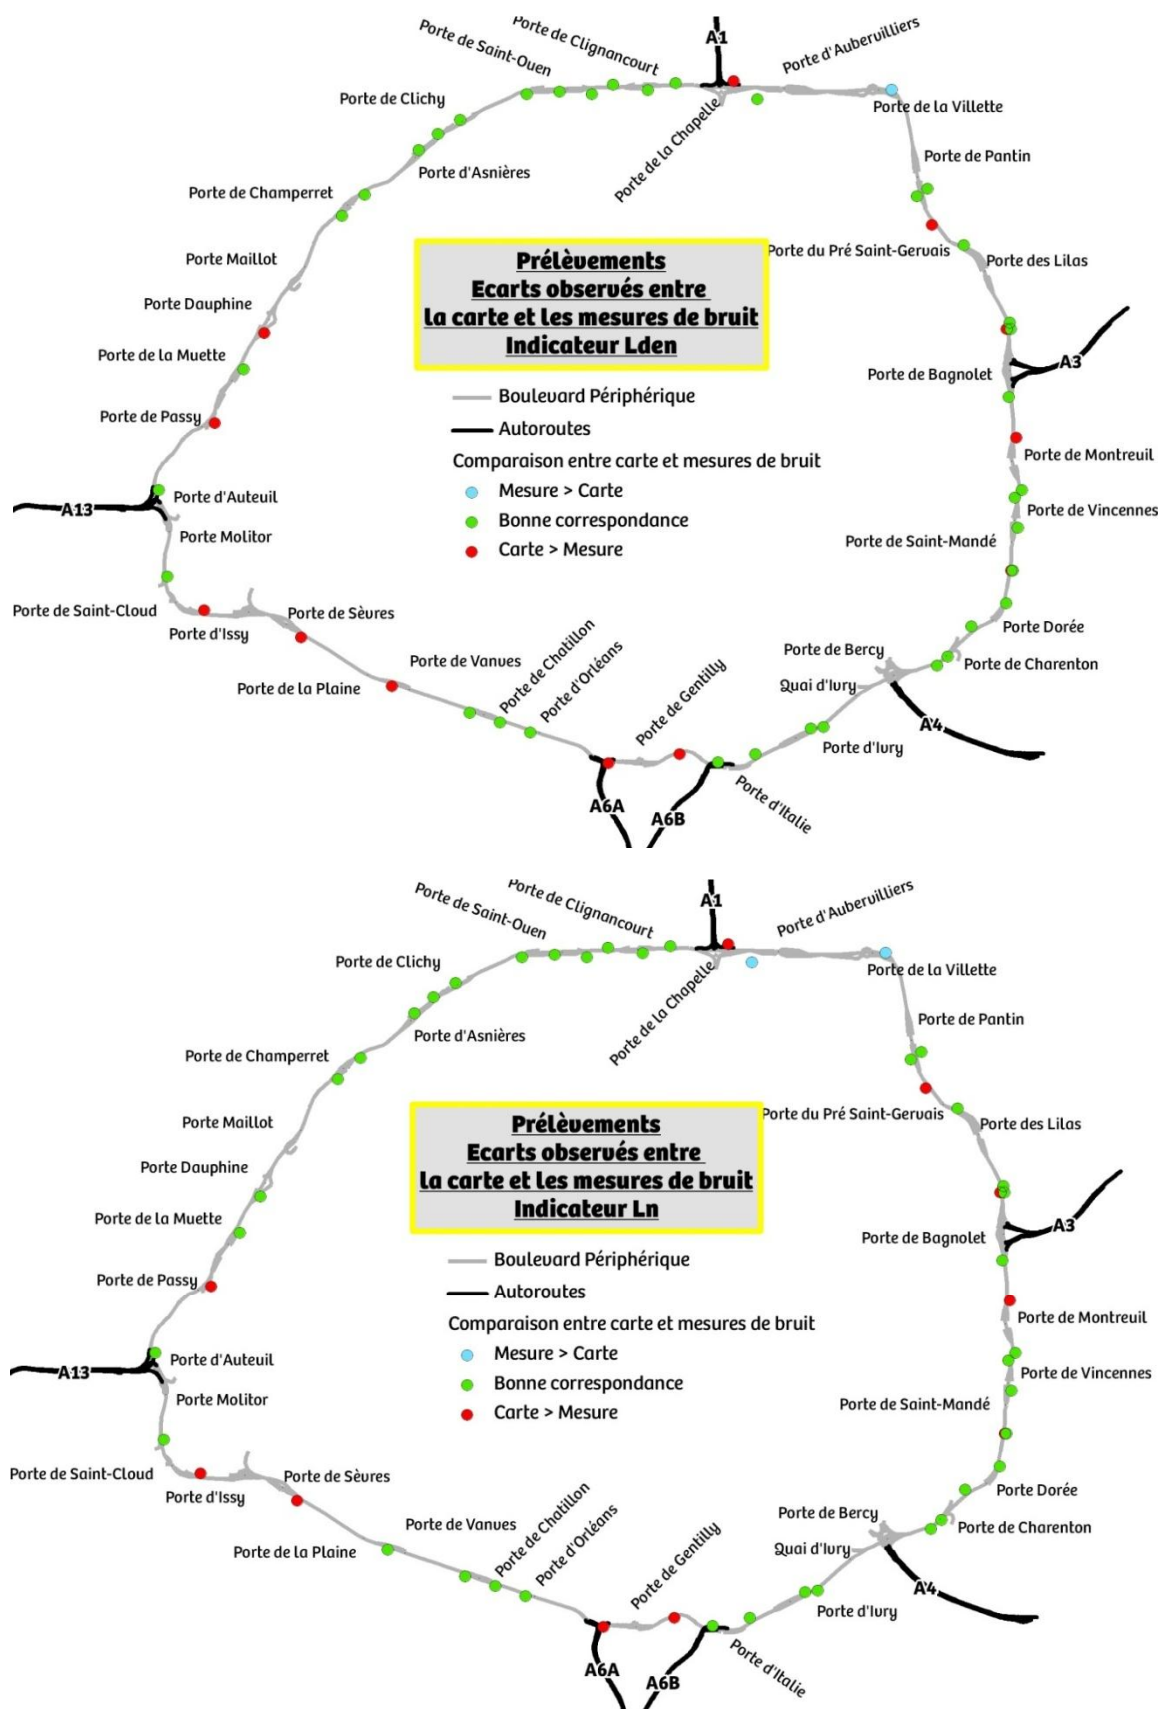 A1
Porte de Clignancourt
Porte d'Aubervilliers
Porte de Saint-Ouen
Porte de Clichy
Porte de la Villette
Porte de la Chapelle
Porte de Pantin
Porte d'Asnières
Porte de Champerret
Porte du Pré Saint-Gervais
Porte Maillot
Porte des Lilas
Prélèvements
Ecarts observés entre
la carte et les mesures de bruit
Indicateur Lden
Porte Dauphine
Porte de la Muette
A3
Porte de Bagnolet
Boulevard Périphérique
Porte de Passy
Autoroutes
Porte de Montreuil
Comparaison entre carte et mesures de bruit
Mesure > Carte
Porte d'Auteuil
A13
Porte de Vincennes
Bonne correspondance
Porte Molitor
Porte de Saint-Mandé
Carte > Mesure
Porte de Saint-Cloud
Porte de Sèvres
Porte d'Issy
Porte Dorée
Porte de Bercy
Porte de Vanves
Porte de Charenton
Porte de Chatillon
Porte d'Orléans
Porte de la Plaine
Quai d'Ivry
Porte de Gentilly
A4
Porte d'Ivry
Porte d'Italie
A6A
A6B
A1
Porte de Clignancourt
Porte d'Aubervilliers
Porte de Saint-Ouen
Porte de Clichy
Porte de la Villette
Porte de la Chapelle
Porte de Pantin
Porte d'Asnières
Porte de Champerret
Porte du Pré Saint-Gervais
Porte Maillot
Porte des Lilas
Prélèvements
Ecarts observés entre
la carte et les mesures de bruit
Indicateur Ln
Porte Dauphine
Porte de la Muette
A3
Porte de Bagnolet
Boulevard Périphérique
Porte de Passy
Autoroutes
Porte de Montreuil
Comparaison entre carte et mesures de bruit
Mesure > Carte
Porte d'Auteuil
A13
Porte de Vincennes
Bonne correspondance
Porte Molitor
Porte de Saint-Mandé
Carte > Mesure
Porte de Saint-Cloud
Porte de Sèvres
Porte d'Issy
Porte Dorée
Porte de Bercy
Porte de Vanves
Porte de Charenton
Porte de Chatillon
Porte d'Orléans
Porte de la Plaine
Quai d'Ivry
Porte de Gentilly
A4
Porte d'Ivry
Porte d'Italie
A6A
A6B